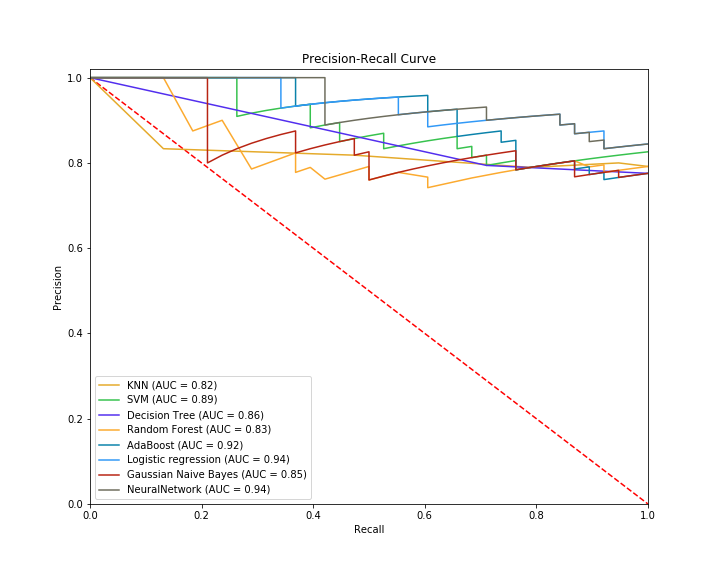 Precision-Recall Curve
1.0
0.8
0.6
0.4
0.2
0.0
Precision
KNN (AUC = 0.82)
SVM (AUC = 0.89)
Decision Tree (AUC = 0.86)
Random Forest (AUC = 0.83)
AdaBoost (AUC = 0.92)
Logistic regression (AUC = 0.94)
Gaussian Naive Bayes (AUC = 0.85)
NeuralNetwork (AUC = 0.94)
0.0 0.2 0.4 0.6 0.8 1.0
Recall